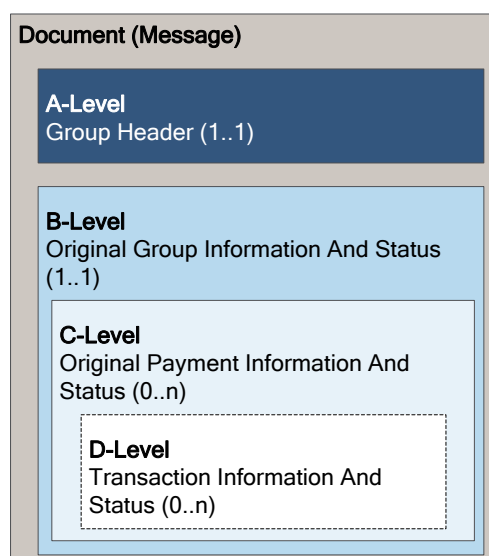 Document (Message)
A-Level
Group Header (1..1)
B-Level
Original Group Information And Status
(1..1)
C-Level
Original Payment Information And
Status (0..n)
D-Level
Transaction Information And
Status (0..n)